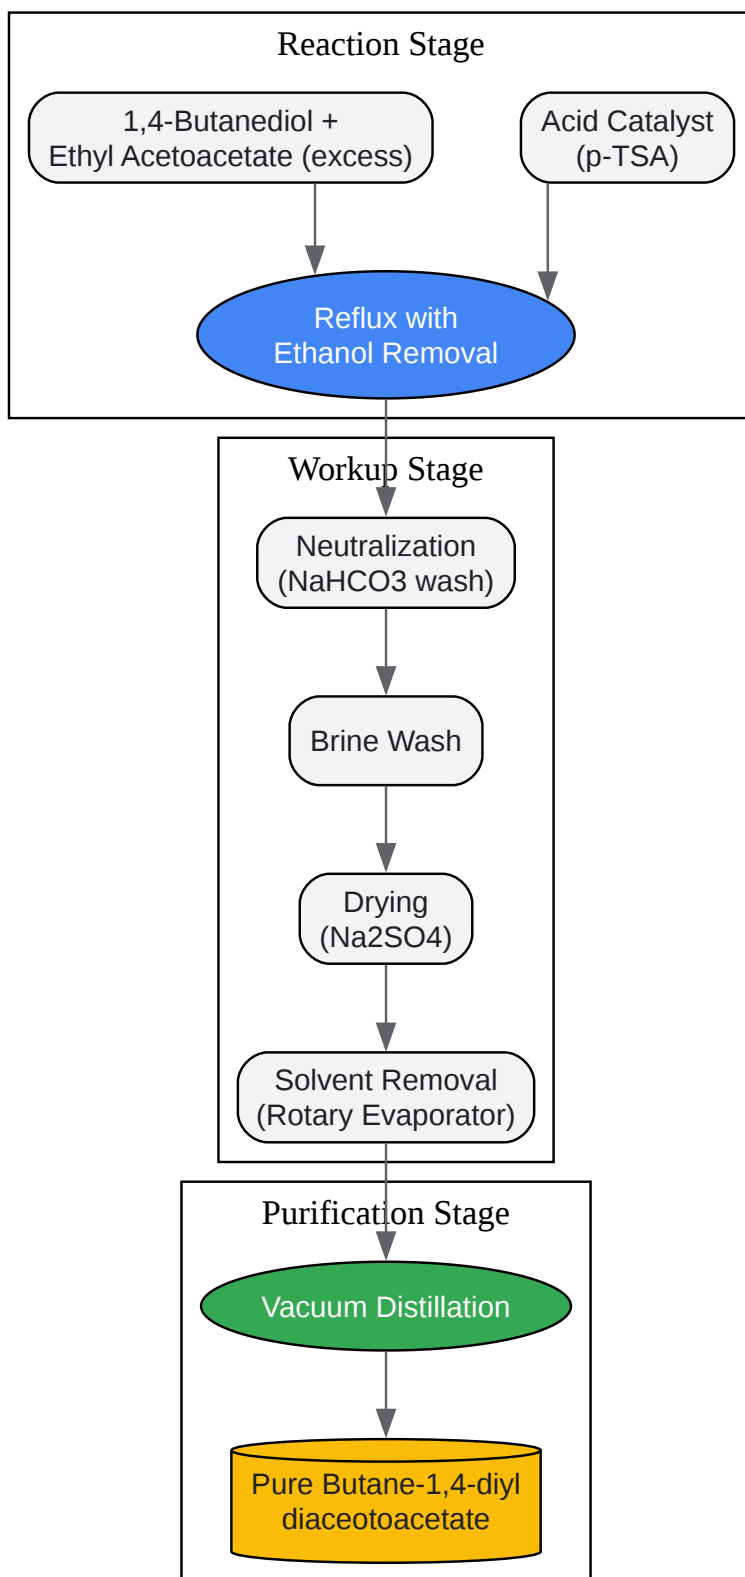 Reaction Stage
1,4-Butanediol +
Ethyl Acetoacetate (excess)
Acid Catalyst
(p-TSA)
Reflux with
Ethanol Removal
Workup Stage
Neutralization
(NaHCO3 wash)
Brine Wash
Drying
(Na2SO4)
Solvent Removal
(Rotary Evaporator)
Purification Stage
Vacuum Distillation
Pure Butane-1,4-diyl
diaceotoacetate